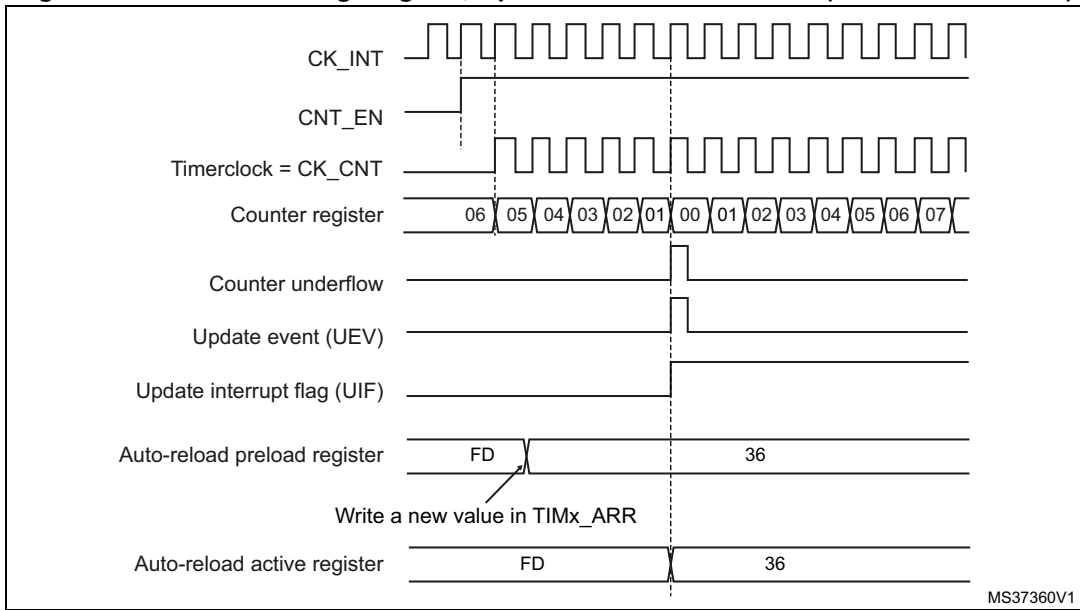 CK_INT
CNT_EN
Timerclock = CK_CNT
Counter register 06 05 04 03 02 01 00 01 02 03 04 05 06 07
Counter underflow
Update event (UEV)
Update interrupt flag (UIF)
Auto-reload preload register FD 36
Write a new value in TIMx_ARR
Auto-reload active register FD 36
MS37360V1